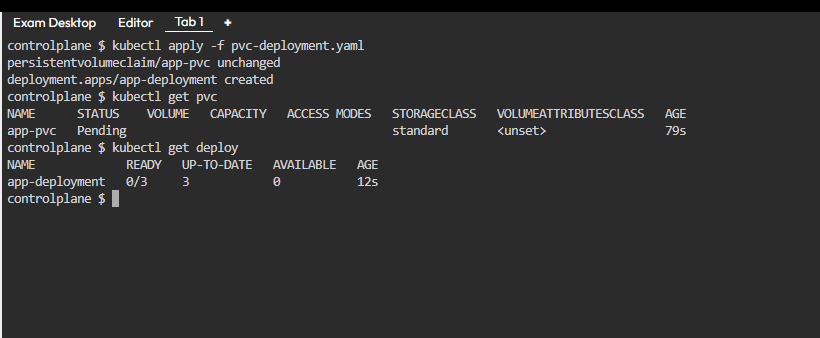 Exam Desktop Editor Tab 1 +
controlplane $ kubectl apply -f pvc-deployment.yaml
persistentvolumeclaim/app-pvc unchanged
deployment.apps/app-deployment created
controlplane $ kubectl get pvc
NAME STATUS VOLUME CAPACITY ACCESS MODES STORAGECLASS VOLUMEATTRIBUTESCLASS AGE
app-pvc Pending standard <unset> 79s
controlplane $ kubectl get deploy
NAME READY UP-TO-DATE AVAILABLE AGE
app-deployment 0/3 3 0 12s
controlplane $